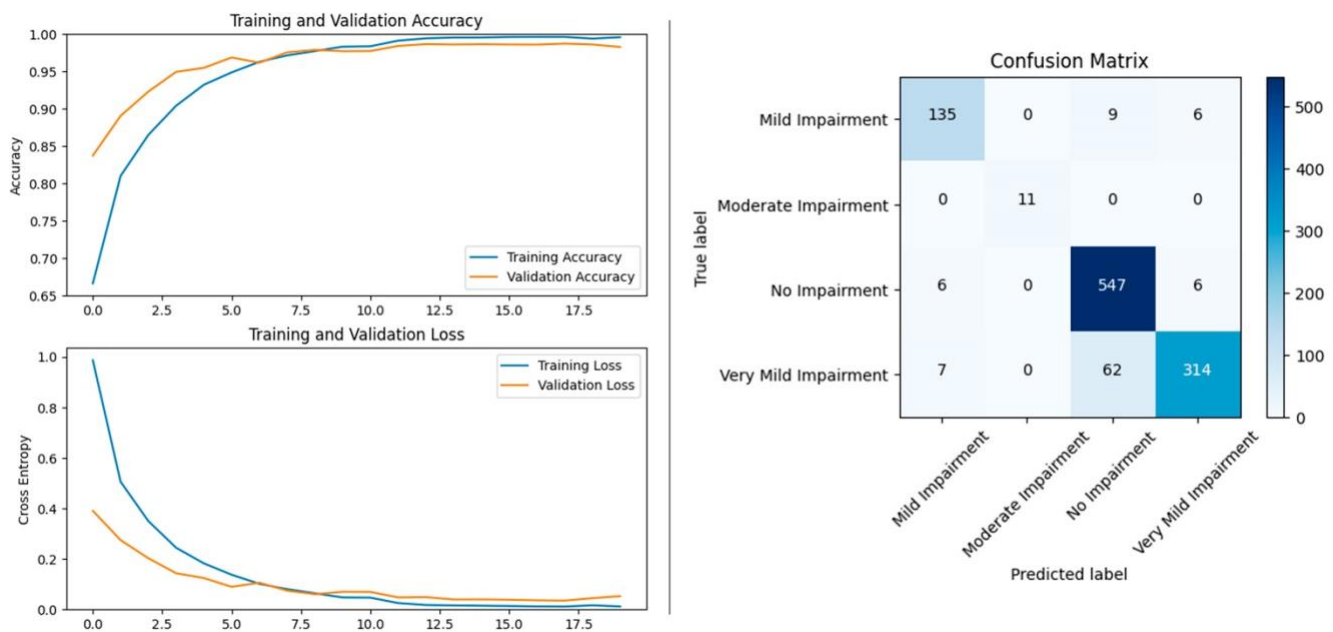 Training and Validation Accuracy
1.00
0.95
0.90
0.85
0.80
0.75
0.70
0.65
Accuracy
Training Accuracy
Validation Accuracy
0.0 2.5 5.0 7.5 10.0 12.5 15.0 17.5
Training and Validation Loss
1.0
0.8
0.6
0.4
0.2
0.0
Cross Entropy
Training Loss
Validation Loss
0.0 2.5 5.0 7.5 10.0 12.5 15.0 17.5
Confusion Matrix
True label
Mild Impairment 135 0 9 6
Moderate Impairment 0 11 0 0
No Impairment 6 0 547 6
Very Mild Impairment 7 0 62 314
Mild Impairment
Moderate Impairment
No Impairment
Very Mild Impairment
Predicted label
500
400
300
200
100
0